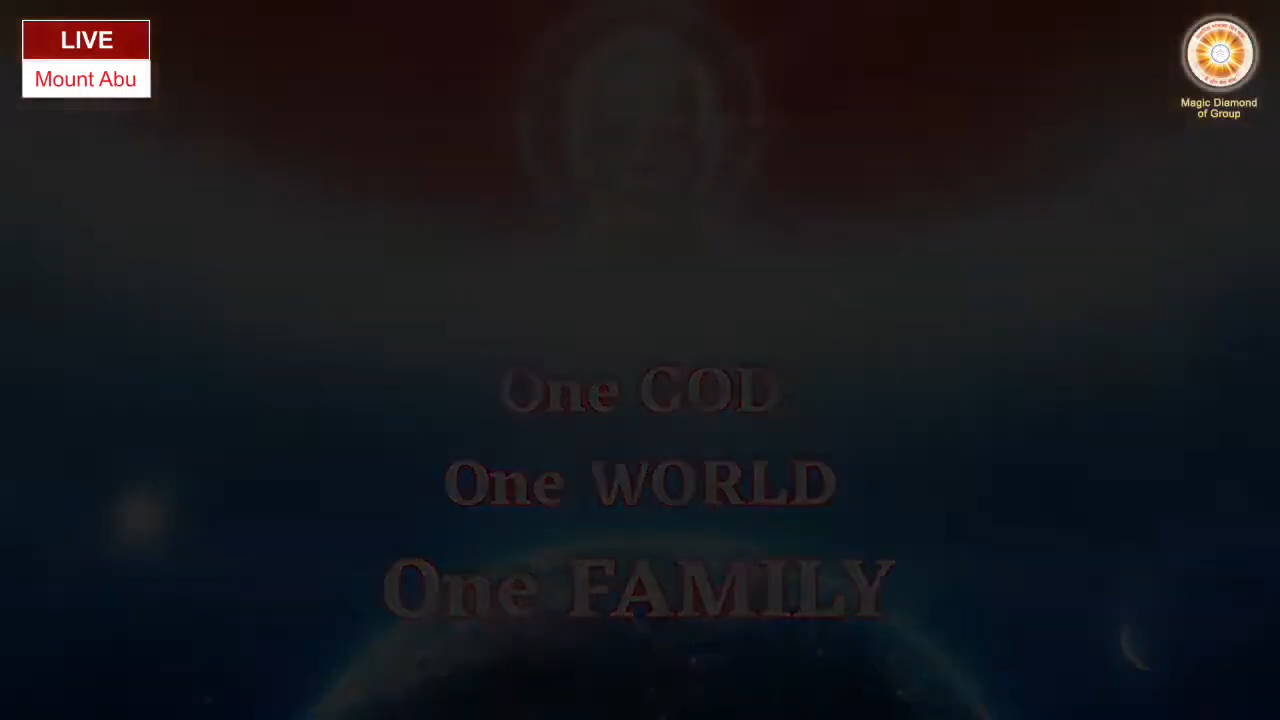 LIVE
Mount Abu
Magic Diamond
of Group
One GOD
One WORLD
One FAMILY